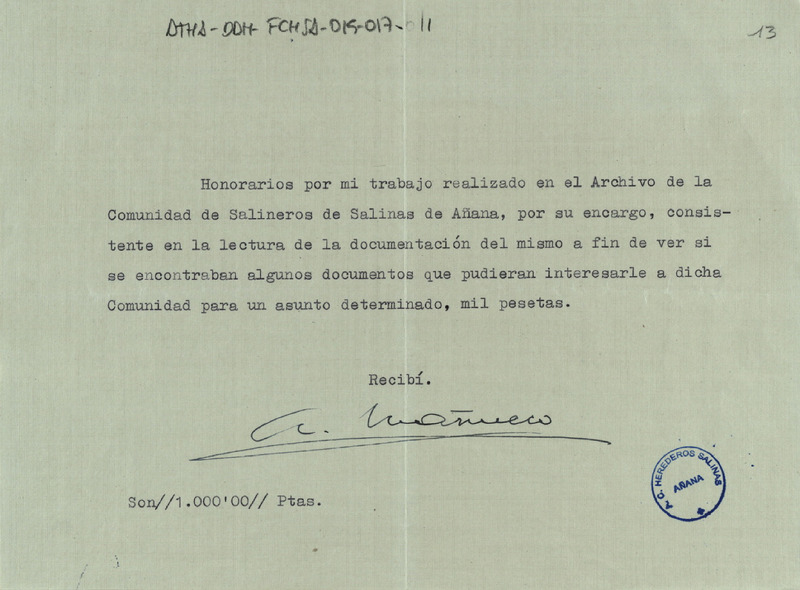 ATHA-DDH-FCHSA-015-017-011
13
Honorarios por mi trabajo realizado en el Archivo de la
Comunidad de Salineros de Salinas de Añana, por su encargo, consis-
tente en la lectura de la documentación del mismo a fin de ver si
se encontraban algunos documentos que pudieran interesarle a dicha
Comunidad para un asunto determinado, mil pesetas.
Recibí.
Mañueco
HEREDEROS SALINAS
AÑANA
Son//1.000'00// Ptas.